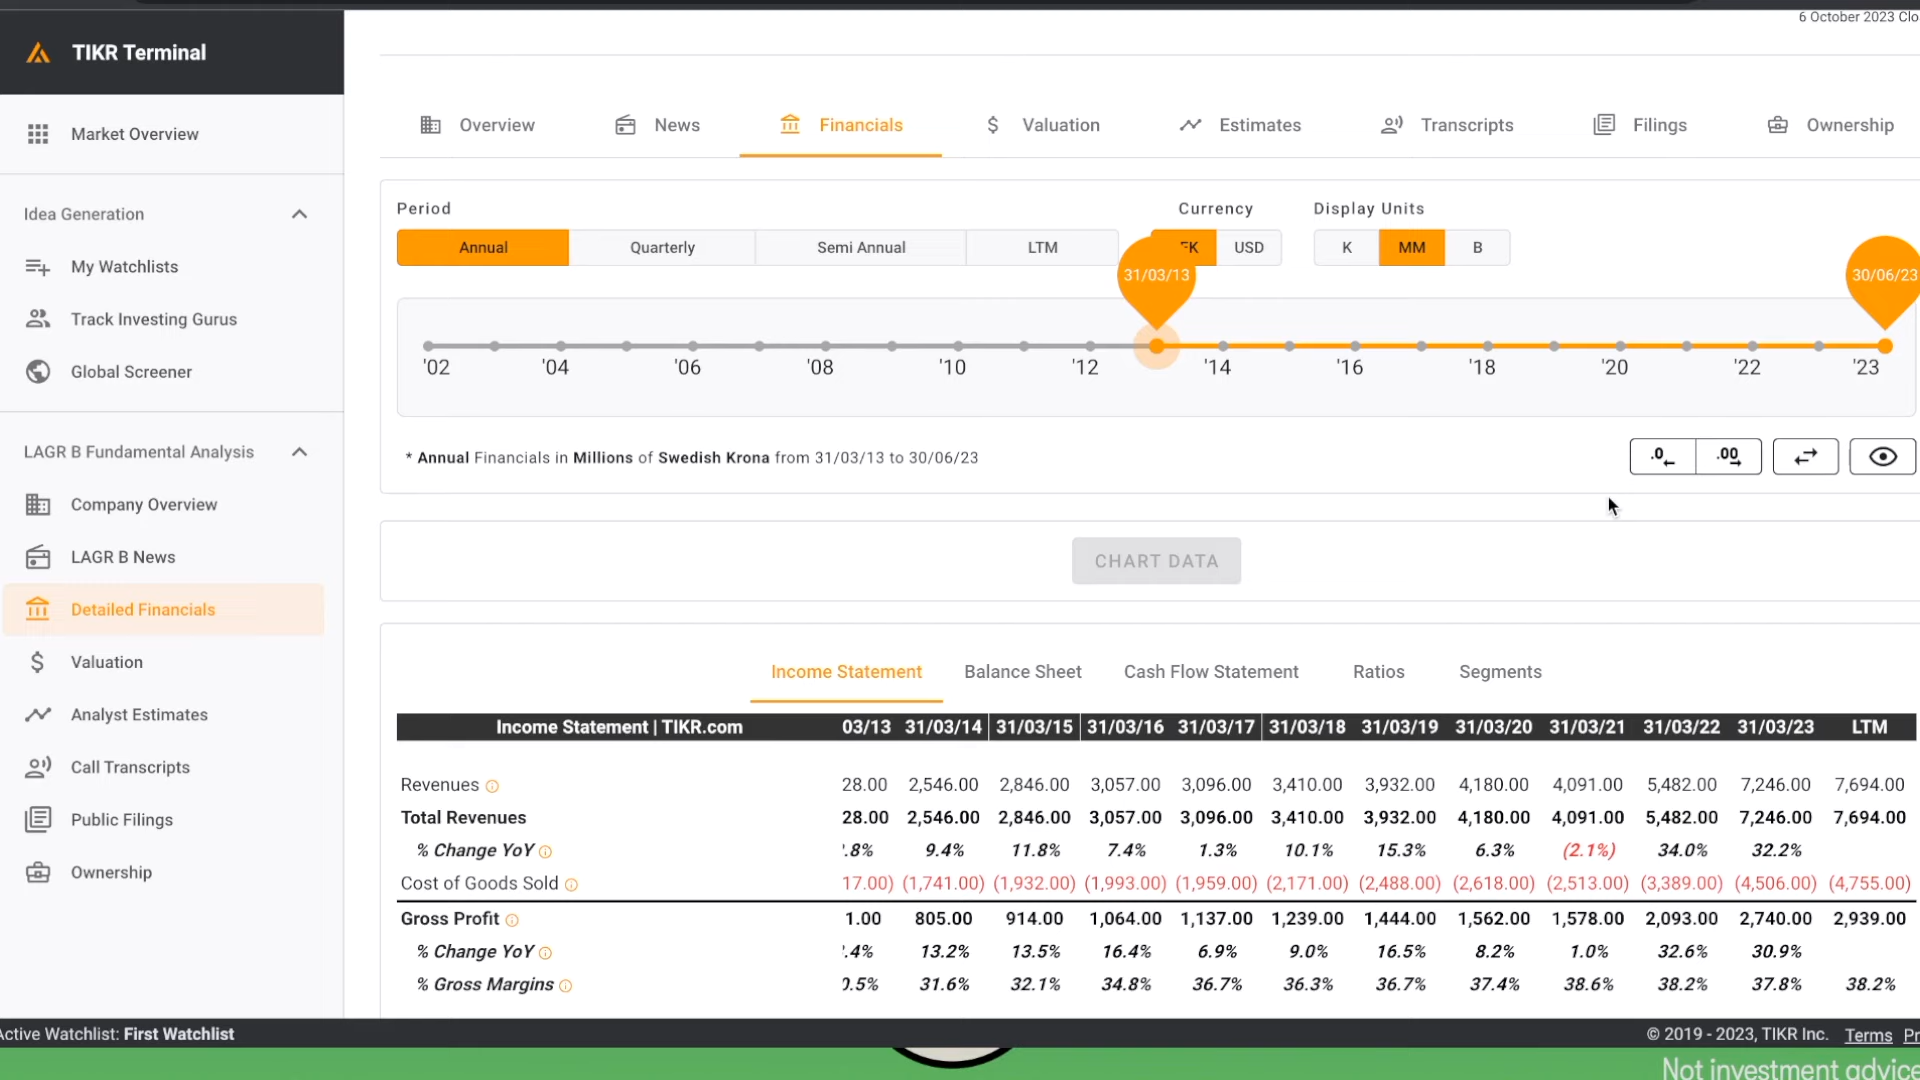 6 October 2023 Clo
TIKR Terminal
Market Overview
Idea Generation
My Watchlists
Track Investing Gurus
Global Screener
LAGR B Fundamental Analysis
Company Overview
LAGR B News
Detailed Financials
Valuation
Analyst Estimates
Call Transcripts
Public Filings
Ownership
Overview News Financials Valuation Estimates Transcripts Filings Ownership
Period Currency Display Units
Annual Quarterly Semi Annual LTM EK USD K MM B
31/03/13 30/06/23
'02 '04 '06 '08 '10 '12 '14 '16 '18 '20 '22 '23
* Annual Financials in Millions of Swedish Krona from 31/03/13 to 30/06/23 .0 .00
CHART DATA
Income Statement Balance Sheet Cash Flow Statement Ratios Segments
Income Statement | TIKR.com 03/13 31/03/14 31/03/15 31/03/16 31/03/17 31/03/18 31/03/19 31/03/20 31/03/21 31/03/22 31/03/23 LTM
Revenues 28.00 2,546.00 2,846.00 3,057.00 3,096.00 3,410.00 3,932.00 4,180.00 4,091.00 5,482.00 7,246.00 7,694.00
Total Revenues 28.00 2,546.00 2,846.00 3,057.00 3,096.00 3,410.00 3,932.00 4,180.00 4,091.00 5,482.00 7,246.00 7,694.00
% Change YoY .8% 9.4% 11.8% 7.4% 1.3% 10.1% 15.3% 6.3% (2.1%) 34.0% 32.2%
Cost of Goods Sold 17.00) (1,741.00) (1,932.00) (1,993.00) (1,959.00) (2,171.00) (2,488.00) (2,618.00) (2,513.00) (3,389.00) (4,506.00) (4,755.00)
Gross Profit 1.00 805.00 914.00 1,064.00 1,137.00 1,239.00 1,444.00 1,562.00 1,578.00 2,093.00 2,740.00 2,939.00
% Change YoY .4% 13.2% 13.5% 16.4% 6.9% 9.0% 16.5% 8.2% 1.0% 32.6% 30.9%
% Gross Margins 0.5% 31.6% 32.1% 34.8% 36.7% 36.3% 36.7% 37.4% 38.6% 38.2% 37.8% 38.2%
Active Watchlist: First Watchlist © 2019 - 2023, TIKR Inc. Terms Pr
Not investment advice